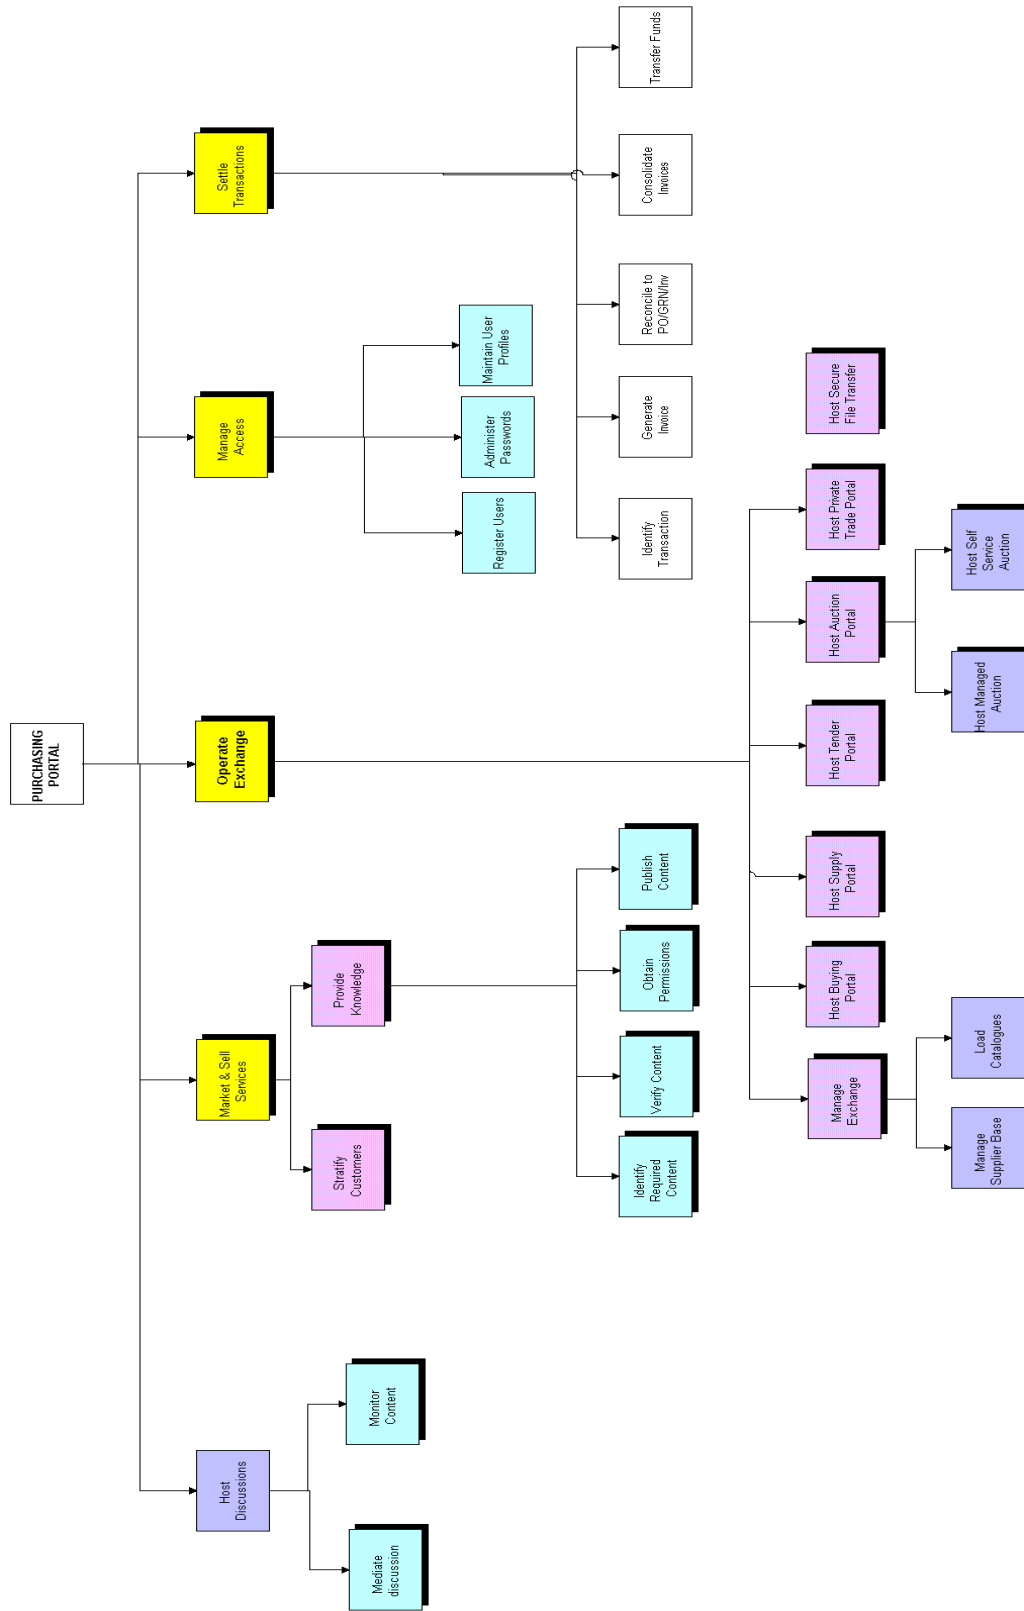 PURCHASING
PORTAL
Host
Discussions
Market & Sell
Services
Operate
Exchange
Manage
Access
Settle
Transactions
Mediate
discussion
Monitor
Content
Stratify
Customers
Provide
Knowledge
Register Users
Administer
Passwords
Maintain User
Profiles
Identify
Required
Content
Verify Content
Obtain
Permissions
Publish
Content
Identify
Transaction
Generate
Invoice
Reconcile to
PO/GRN/Inv
Consolidate
Invoices
Transfer Funds
Manage
Exchange
Host Buying
Portal
Host Supply
Portal
Host Tender
Portal
Host Auction
Portal
Host Private
Trade Portal
Host Secure
File Transfer
Manage
Supplier Base
Load
Catalogues
Host Managed
Auction
Host Self
Service
Auction